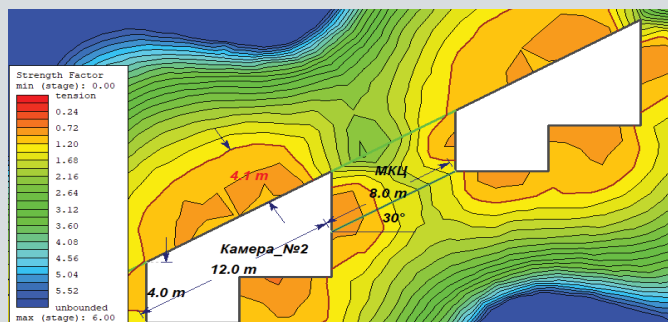 Strength Factor
min (stage): 0.00
tension
0.24
0.72
1.20
1.68
2.16
2.64
3.12
3.60
4.08
4.56
5.04
5.52
unbounded
max (stage): 6.00
4.1 m
МКЦ
8.0 m
30°
Камера_№2
12.0 m
4.0 m